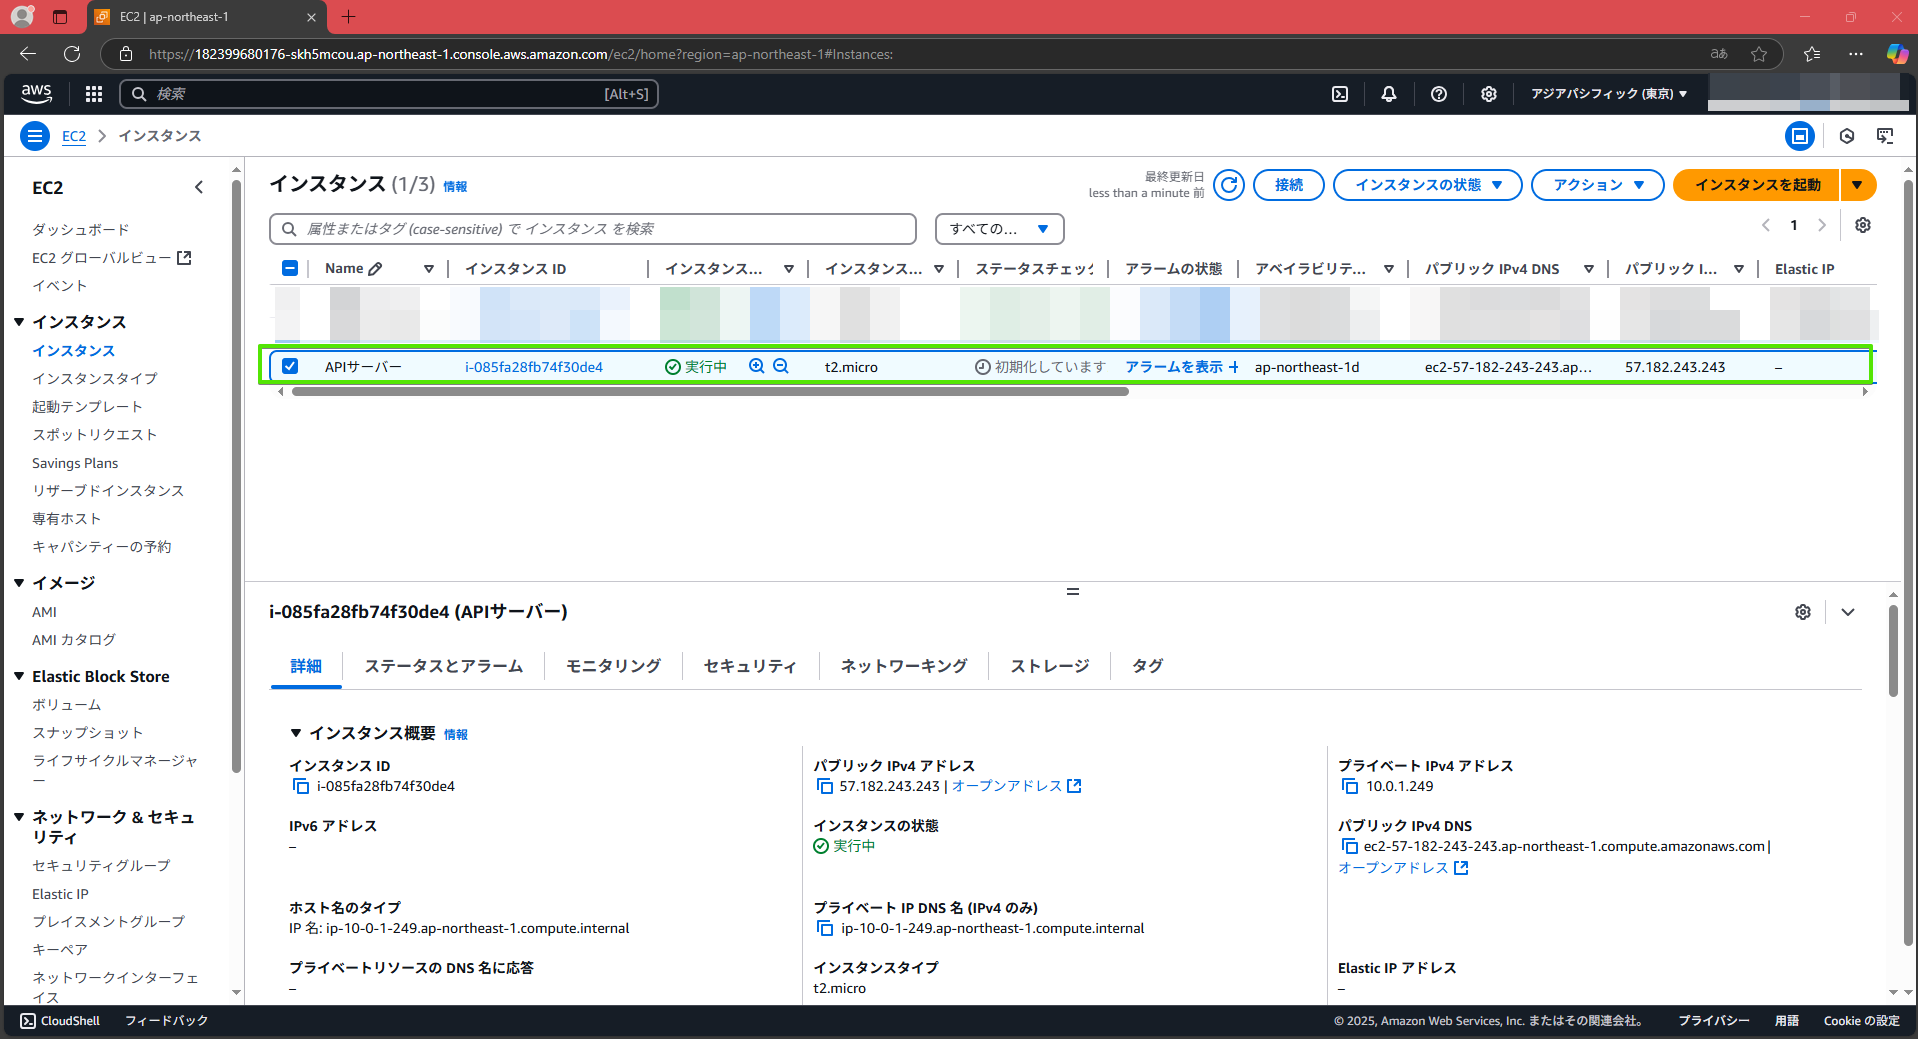 EC2 | ap-northeast-1
https://182399680176-skh5mcou.ap-northeast-1.console.aws.amazon.com/ec2/home?region=ap-northeast-1#Instances:
aあ
aws
検索
[Alt+S]
アジアパシフィック (東京)
EC2
インスタンス
EC2
ダッシュボード
EC2 グローバルビュー
イベント
インスタンス
インスタンス
インスタンスタイプ
起動テンプレート
スポットリクエスト
Savings Plans
リザーブドインスタンス
専有ホスト
キャパシティーの予約
イメージ
AMI
AMI カタログ
Elastic Block Store
ボリューム
スナップショット
ライフサイクルマネージャ
ー
ネットワーク & セキュ
リティ
セキュリティグループ
Elastic IP
プレイスメントグループ
キーペア
ネットワークインターフェ
イス
インスタンス (1/3) 情報
最終更新日
less than a minute 前
接続
インスタンスの状態
アクション
インスタンスを起動
属性またはタグ (case-sensitive) で インスタンス を検索
すべての...
1
Name インスタンス ID インスタンス... インスタンス... ステータスチェック アラームの状態 アベイラビリテ... パブリック IPv4 DNS パブリック I... Elastic IP
APIサーバー i-085fa28fb74f30de4 実行中 t2.micro 初期化しています アラームを表示 + ap-northeast-1d ec2-57-182-243-243.ap... 57.182.243.243 –
i-085fa28fb74f30de4 (APIサーバー)
詳細 ステータスとアラーム モニタリング セキュリティ ネットワーキング ストレージ タグ
インスタンス概要 情報
インスタンス ID
i-085fa28fb74f30de4
パブリック IPv4 アドレス
57.182.243.243 | オープンアドレス
プライベート IPv4 アドレス
10.0.1.249
IPv6 アドレス
–
インスタンスの状態
実行中
パブリック IPv4 DNS
ec2-57-182-243-243.ap-northeast-1.compute.amazonaws.com |
オープンアドレス
ホスト名のタイプ
IP 名: ip-10-0-1-249.ap-northeast-1.compute.internal
プライベート IP DNS 名 (IPv4 のみ)
ip-10-0-1-249.ap-northeast-1.compute.internal
プライベートリソースの DNS 名に応答
–
インスタンスタイプ
t2.micro
Elastic IP アドレス
–
CloudShell フィードバック
© 2025, Amazon Web Services, Inc. またはその関連会社。 プライバシー 用語 Cookie の設定